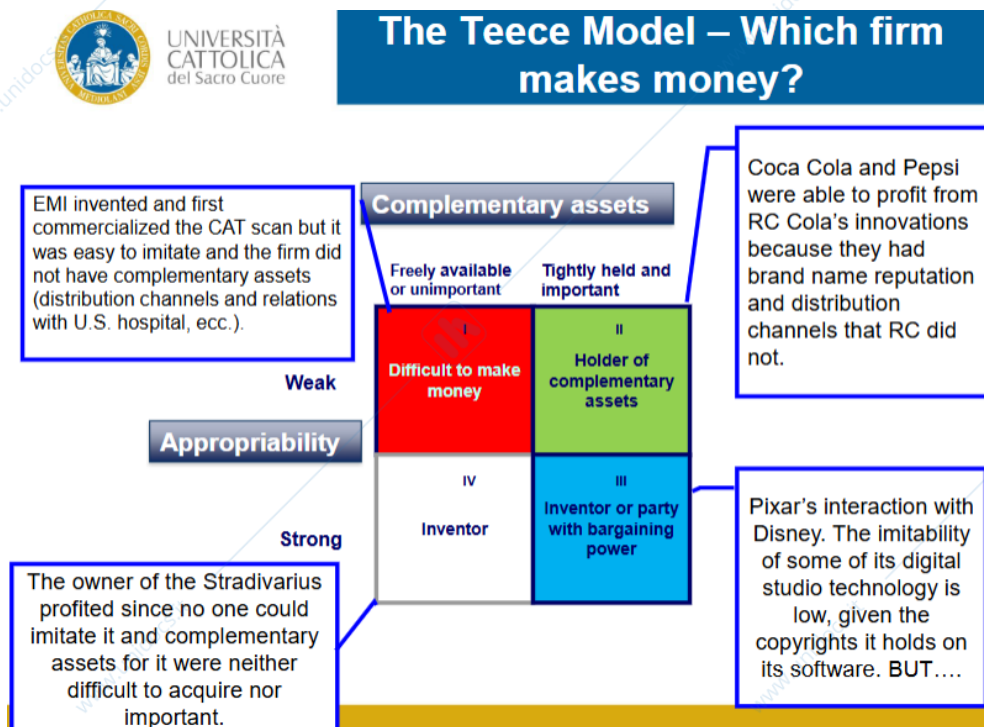 UNIVERSITÀ
CATTOLICA
del Sacro Cuore
The Teece Model – Which firm
makes money?
EMI invented and first
commercialized the CAT scan but it
was easy to imitate and the firm did
not have complementary assets
(distribution channels and relations
with U.S. hospital, ecc.).
Complementary assets
Freely available
or unimportant
Tightly held and
important
Coca Cola and Pepsi
were able to profit from
RC Cola's innovations
because they had
brand name reputation
and distribution
channels that RC did
not.
Weak
I
Difficult to make
money
II
Holder of
complementary
assets
Appropriability
Strong
IV
Inventor
III
Inventor or party
with bargaining
power
The owner of the Stradivarius
profited since no one could
imitate it and complementary
assets for it were neither
difficult to acquire nor
important.
Pixar's interaction with
Disney. The imitability
of some of its digital
studio technology is
low, given the
copyrights it holds on
its software. BUT….